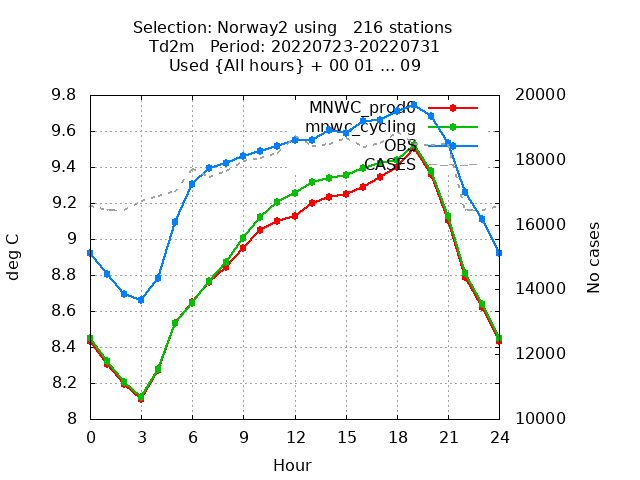 Selection: Norway2 using   216 stations
Td2m   Period: 20220723-20220731
Used {All hours} + 00 01 ... 09
MNWC_prod6
mnwc_cycling
OBS
CASES
deg C
9.8
9.6
9.4
9.2
9
8.8
8.6
8.4
8.2
8
20000
18000
16000
14000
12000
10000
No cases
0 3 6 9 12 15 18 21 24
Hour